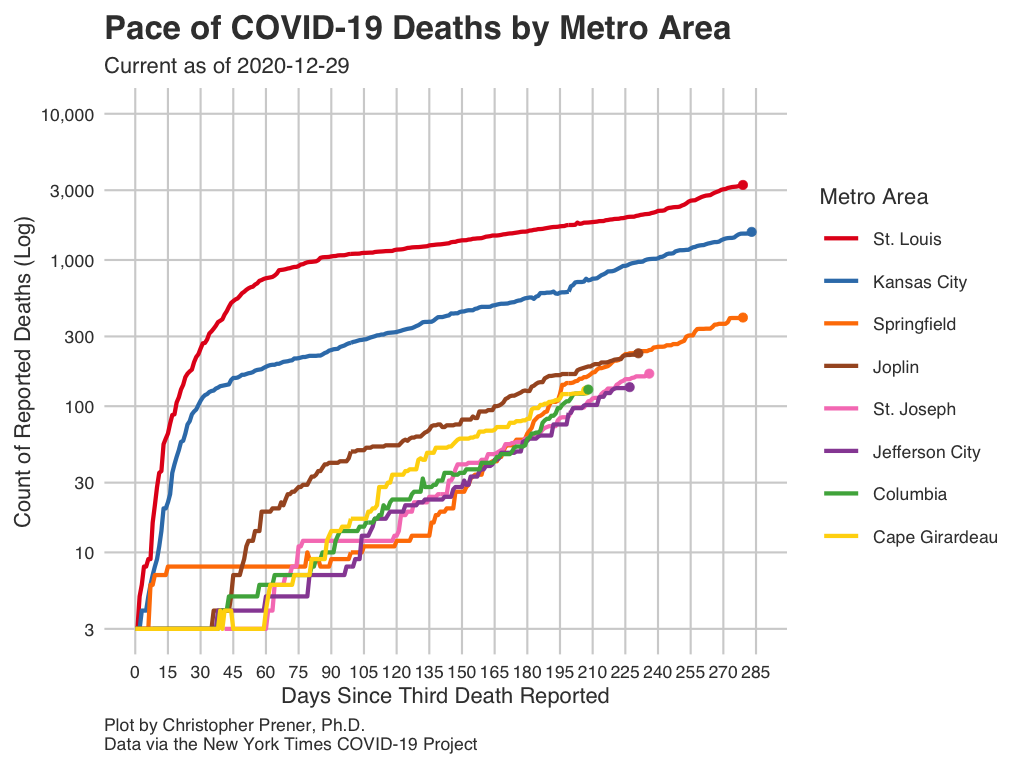 Pace of COVID-19 Deaths by Metro Area
Current as of 2020-12-29
Count of Reported Deaths (Log)
10,000
3,000
1,000
300
100
30
10
3
0 15 30 45 60 75 90 105 120 135 150 165 180 195 210 225 240 255 270 285
Days Since Third Death Reported
Metro Area
St. Louis
Kansas City
Springfield
Joplin
St. Joseph
Jefferson City
Columbia
Cape Girardeau
Plot by Christopher Prener, Ph.D.
Data via the New York Times COVID-19 Project